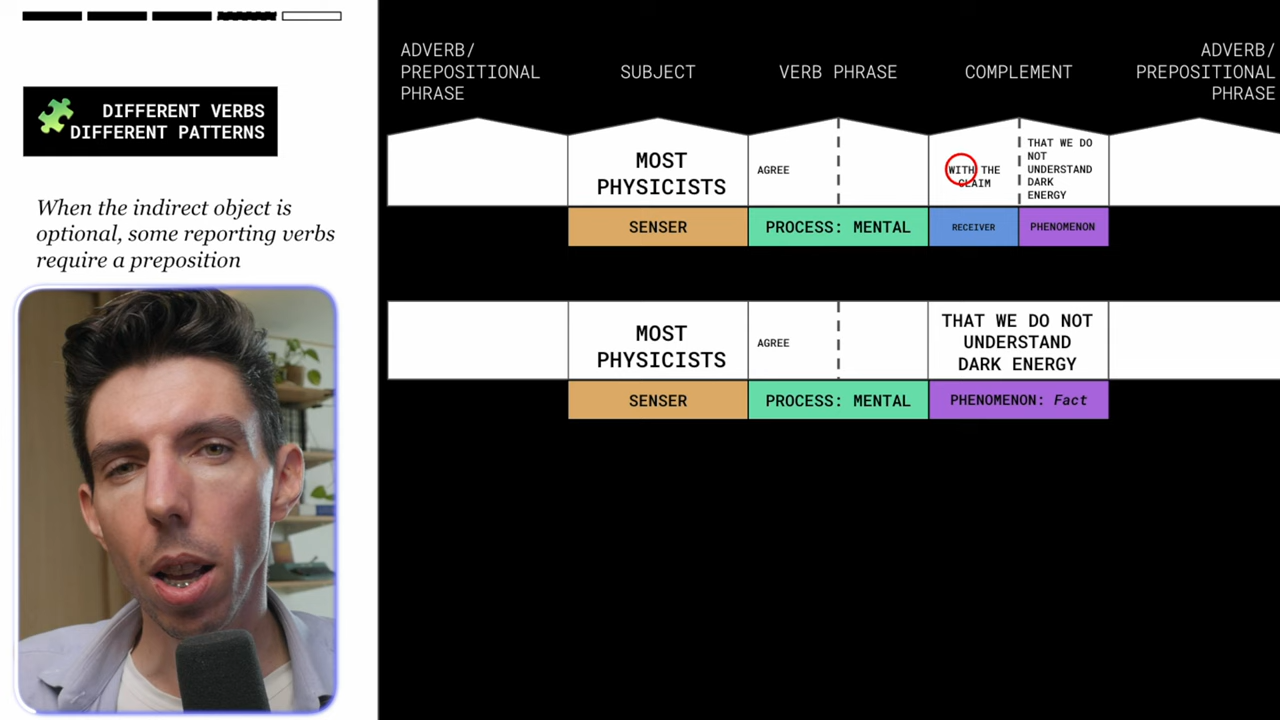 DIFFERENT VERBS
DIFFERENT PATTERNS
When the indirect object is
optional, some reporting verbs
require a preposition
ADVERB/
PREPOSITIONAL
PHRASE
SUBJECT
VERB PHRASE
COMPLEMENT
ADVERB/
PREPOSITIONAL
PHRASE
MOST
PHYSICISTS
AGREE
WITH THE
CLAIM
THAT WE DO
NOT
UNDERSTAND
DARK
ENERGY
SENSER
PROCESS: MENTAL
RECEIVER
PHENOMENON
MOST
PHYSICISTS
AGREE
THAT WE DO NOT
UNDERSTAND
DARK ENERGY
SENSER
PROCESS: MENTAL
PHENOMENON: Fact